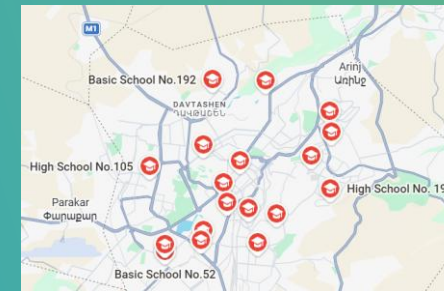 M1
Basic School No.192
Arinj
Առինջ
DAVTASHEN
ԴԱՎԹԱՇԵՆ
High School No.105
High School No. 19
Parakar
Փարաքար
Basic School No.52